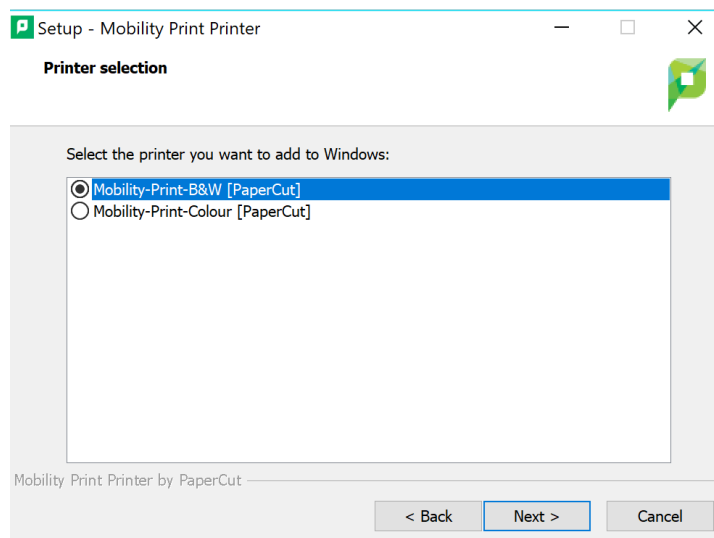 Setup - Mobility Print Printer
Printer selection
Select the printer you want to add to Windows:
Mobility-Print-B&W [PaperCut]
Mobility-Print-Colour [PaperCut]
Mobility Print Printer by PaperCut
< Back Next > Cancel